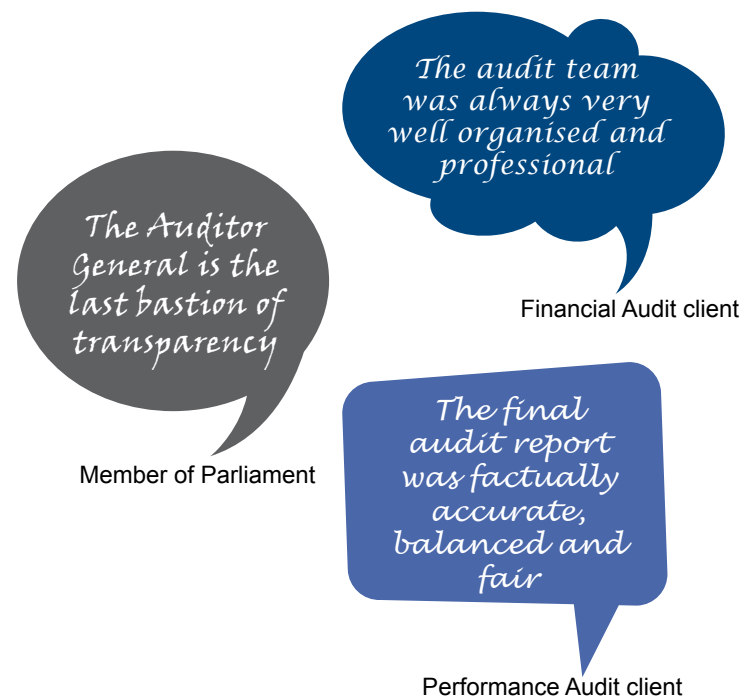 The audit team
was always very
well organised and
professional
Financial Audit client
The Auditor
General is the
last bastion of
transparency
Member of Parliament
The final
audit report
was factually
accurate,
balanced and
fair
Performance Audit client